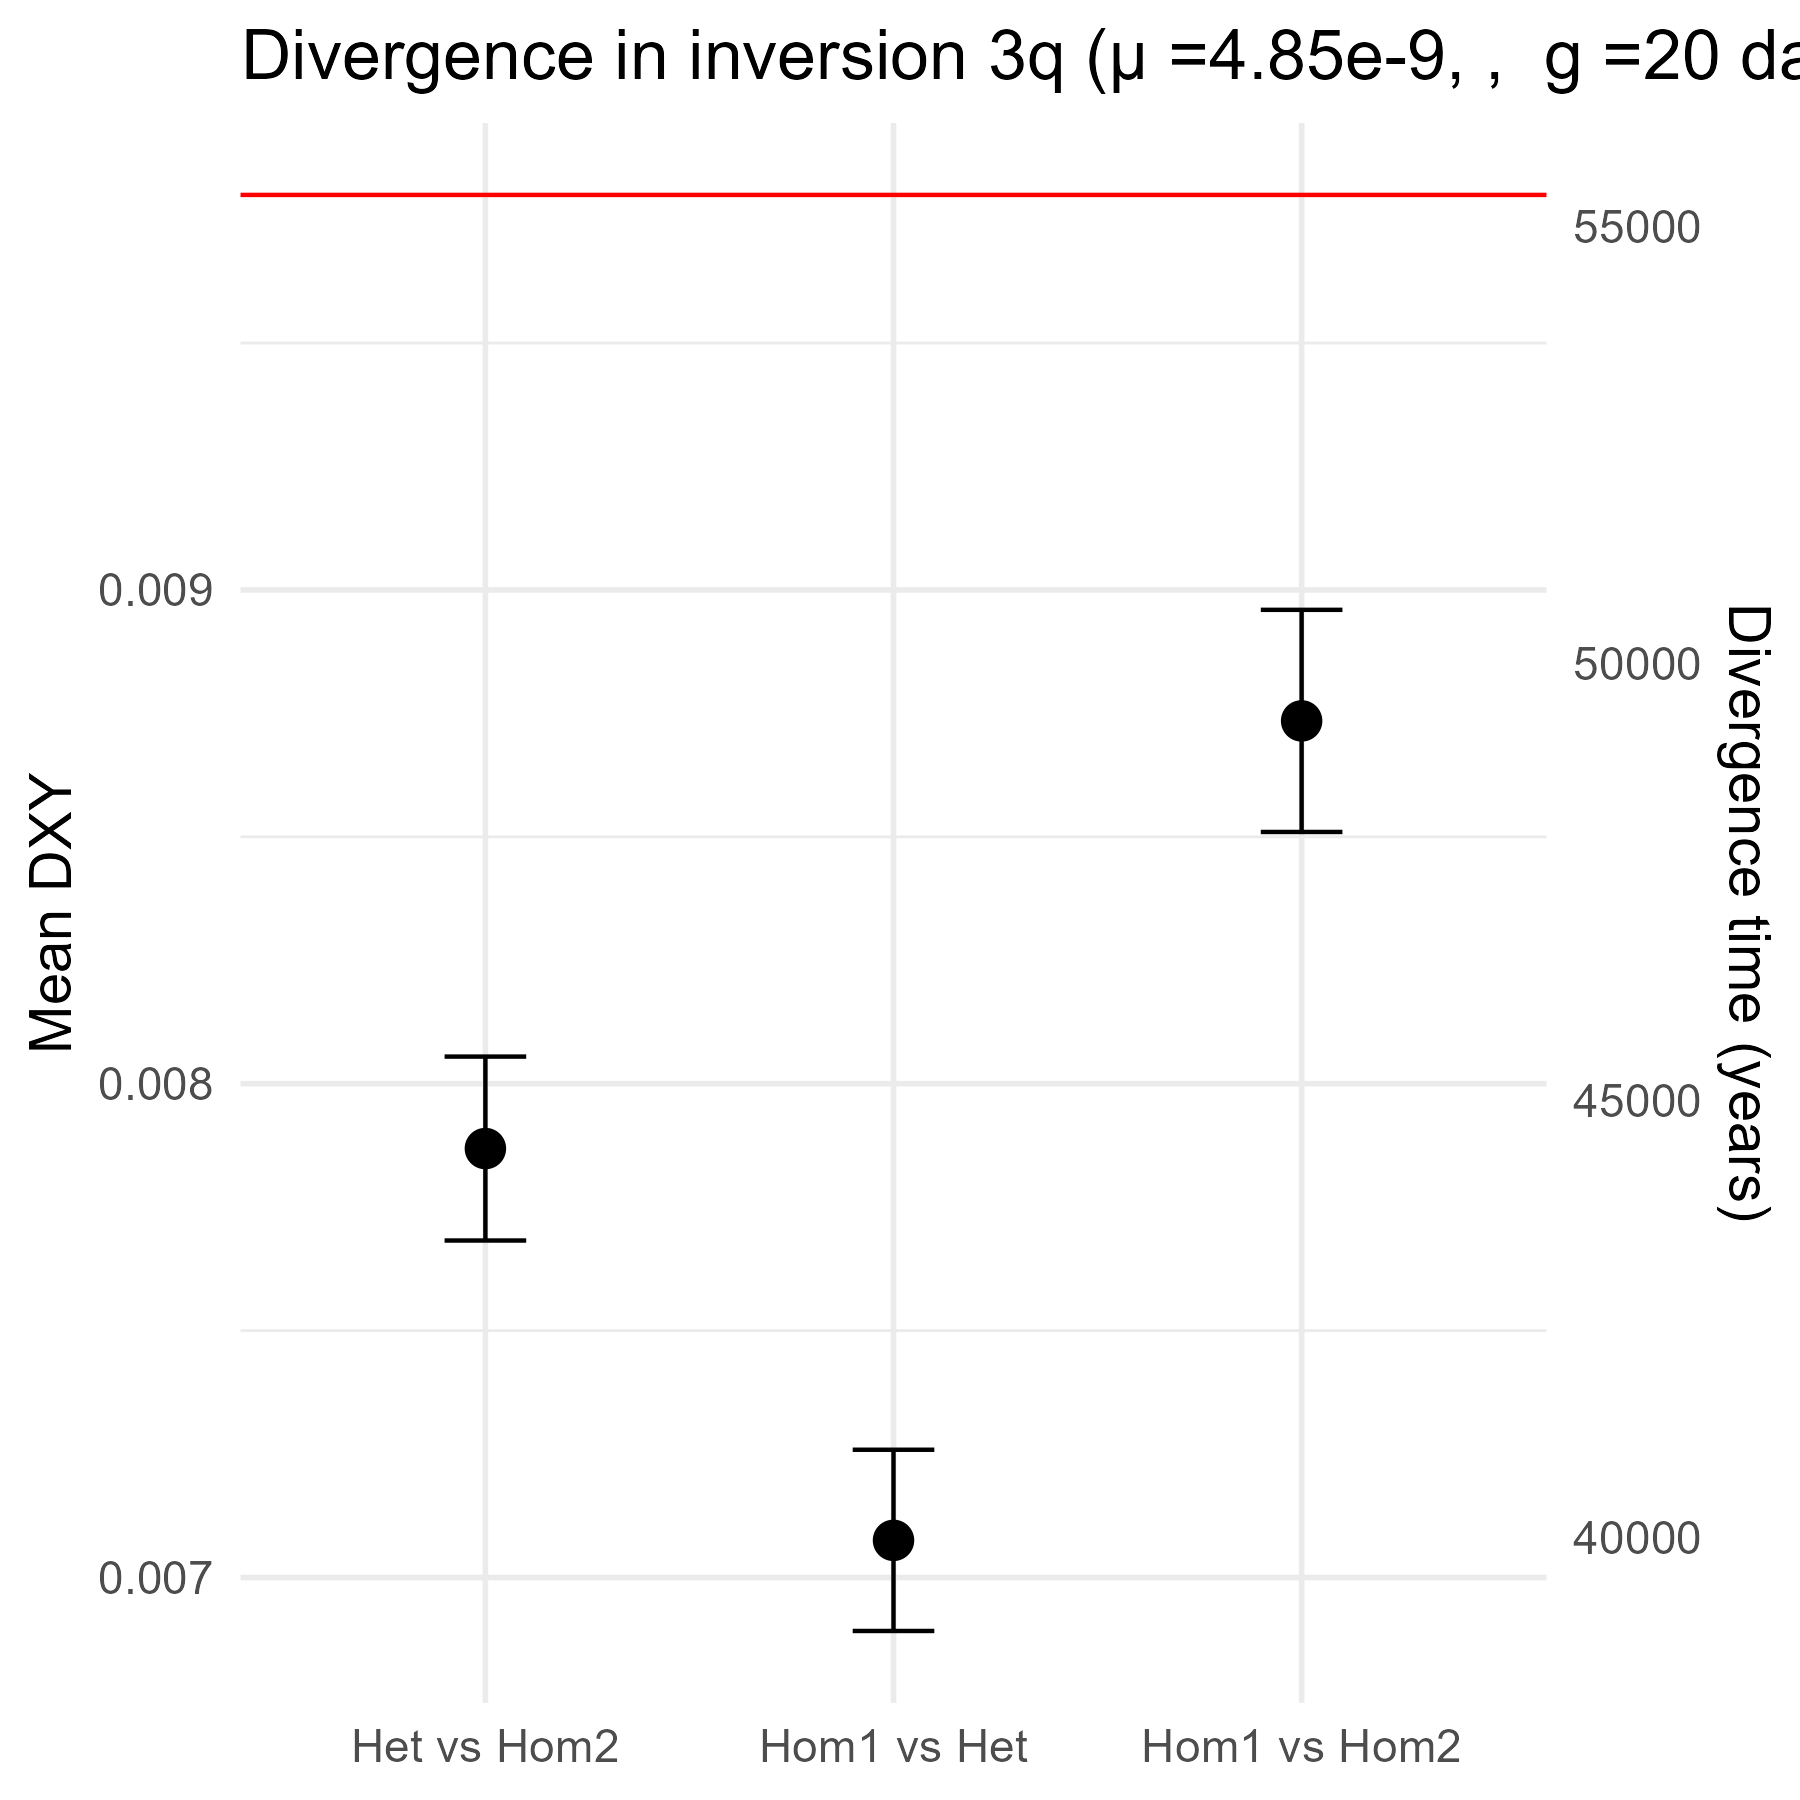 Divergence in inversion 3q (μ =4.85e-9, ,  g =20 da
Mean DXY
0.009
0.008
0.007
55000
50000
45000
40000
Divergence time (years)
Het vs Hom2
Hom1 vs Het
Hom1 vs Hom2